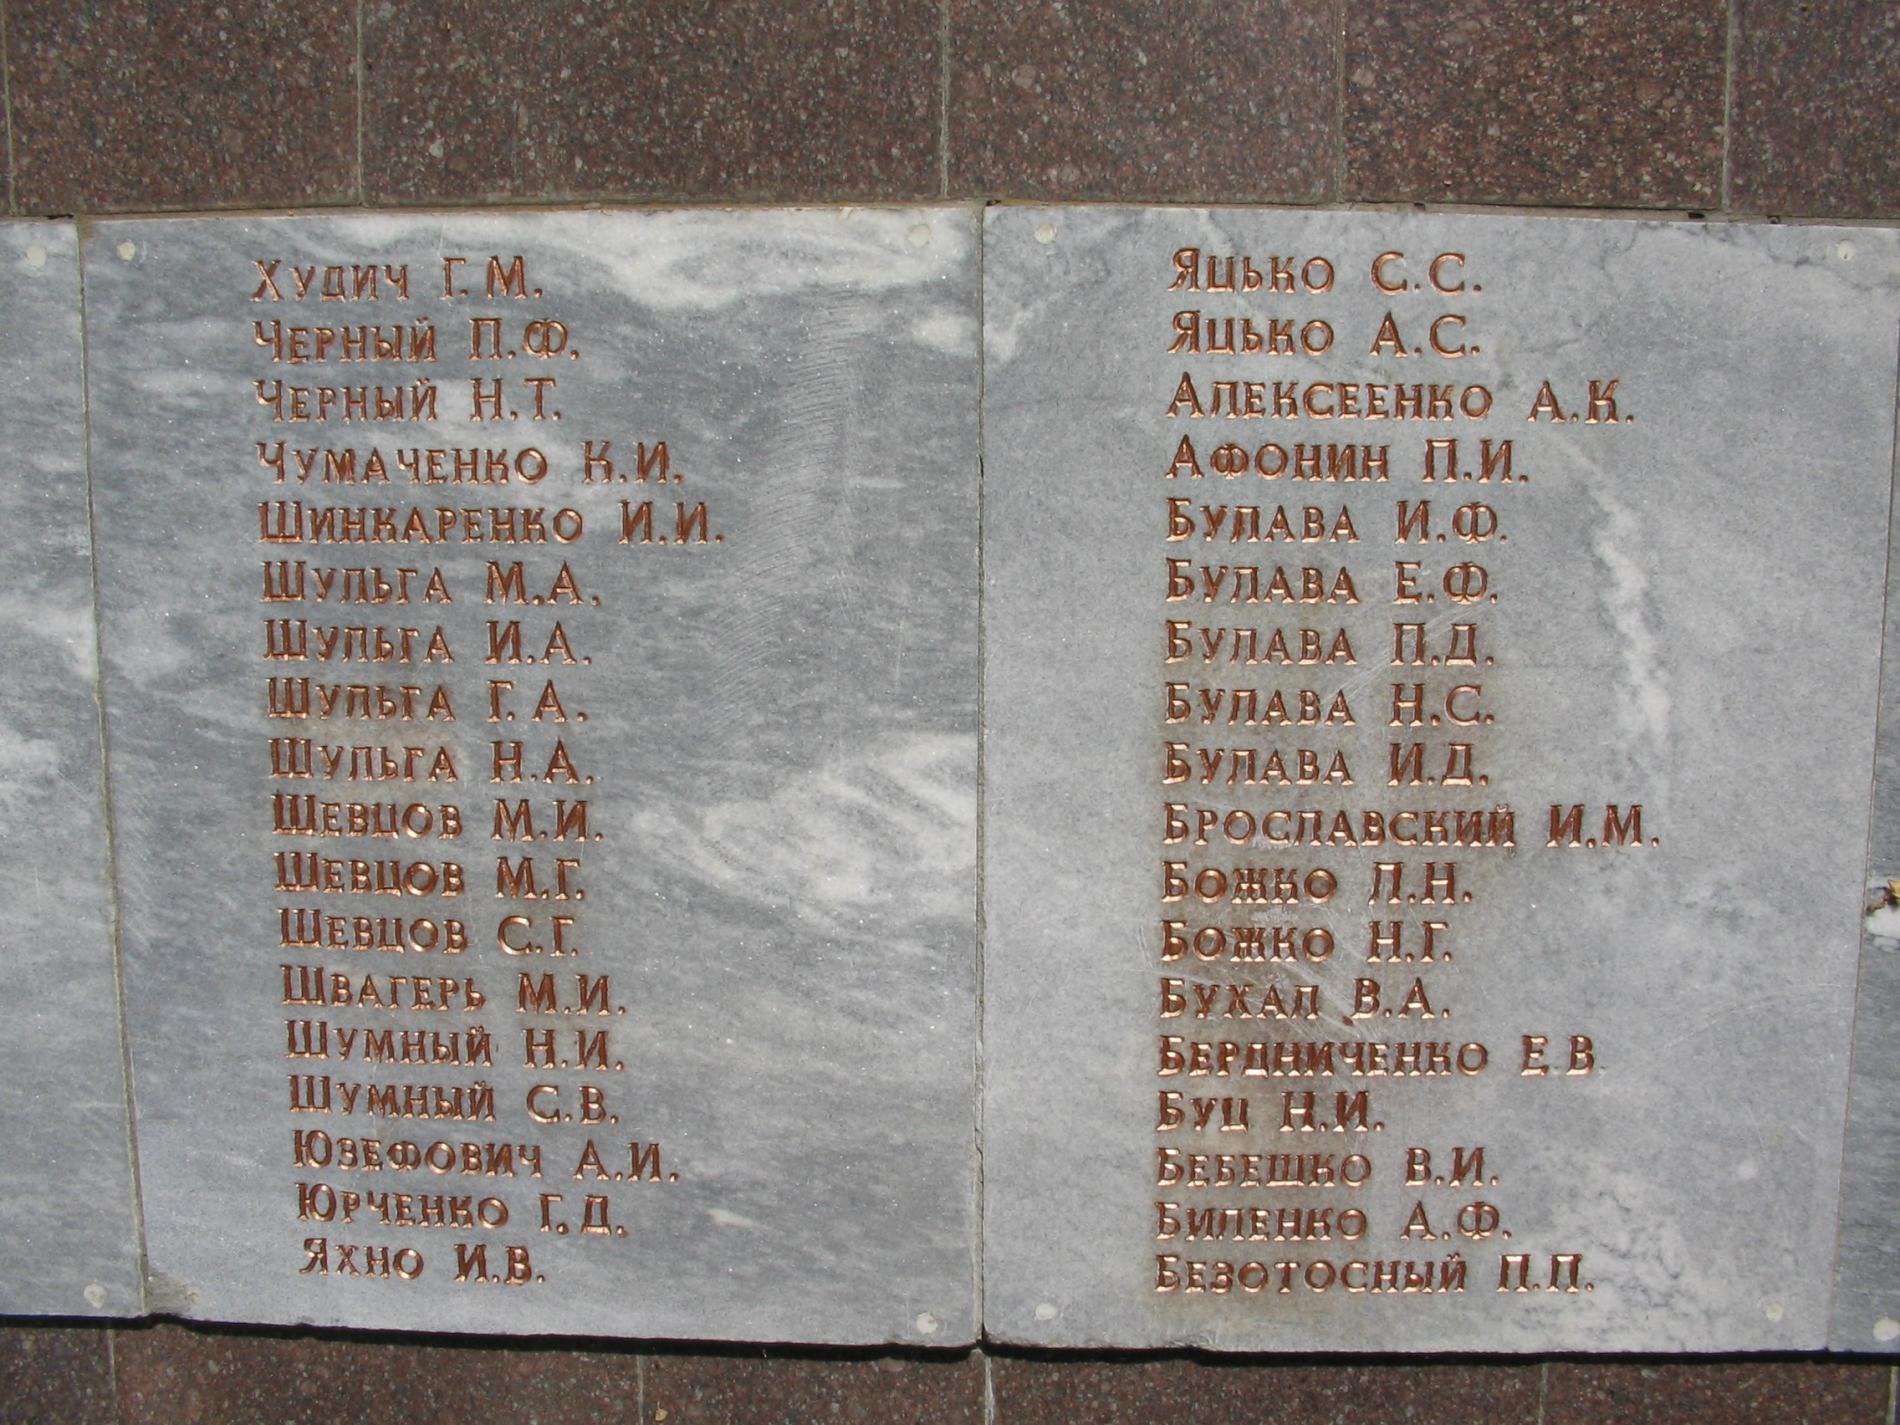 Худич Г.М.
Черный П.Ф.
Черный Н.Т.
Чумаченко К.И.
Шинкаренко И.И.
Шульга М.А.
Шульга И.А.
Шульга Г.А.
Шульга Н.А.
Шевцов М.И.
Шевцов М.Г.
Шевцов С.Г.
Швагерь М.И.
Шумный Н.И.
Шумный С.В.
Юзефович А.И.
Юрченко Г.Д.
Яхно И.В.
Яцько С.С.
Яцько А.С.
Алексеенко А.К.
Афонин П.И.
Булава И.Ф.
Булава Е.Ф.
Булава П.Д.
Булава Н.С.
Булава И.Д.
Брославский И.М.
Божко Л.Н.
Божко Н.Г.
Бухал В.А.
Бердниченко Е.В
Буц Н.И.
Бебешко В.И.
Биленко А.Ф.
Безотосный П.П.